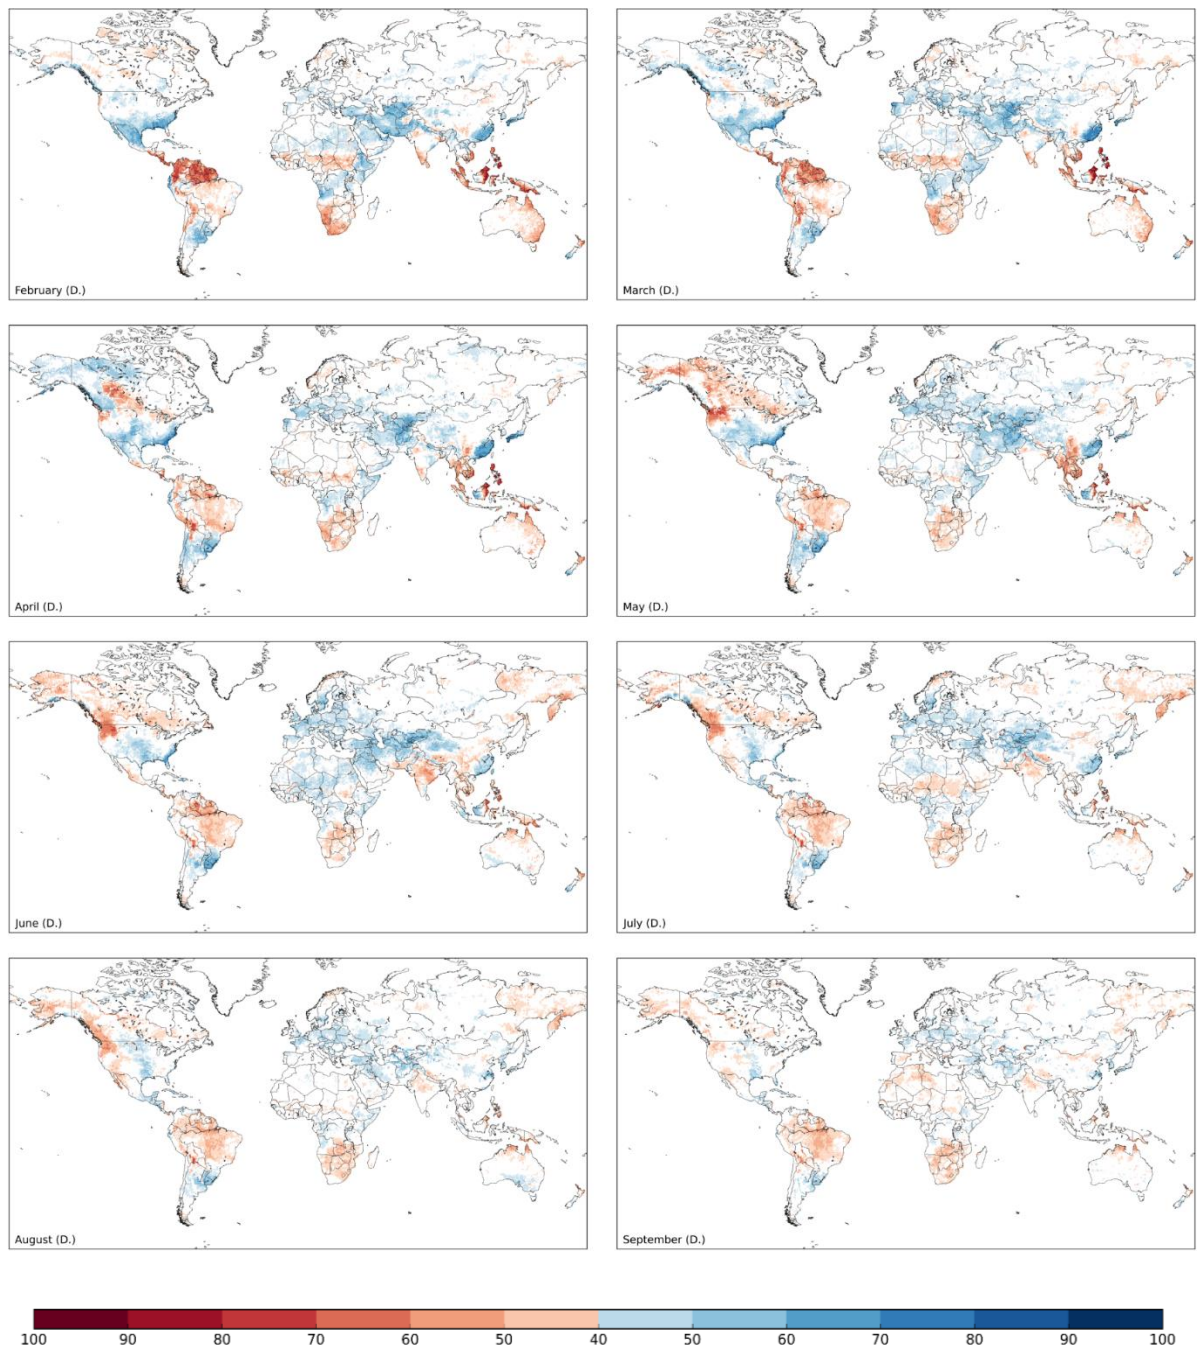 February (D.)
March (D.)
April (D.)
May (D.)
June (D.)
July (D.)
August (D.)
September (D.)
100 90 80 70 60 50 40 50 60 70 80 90 100